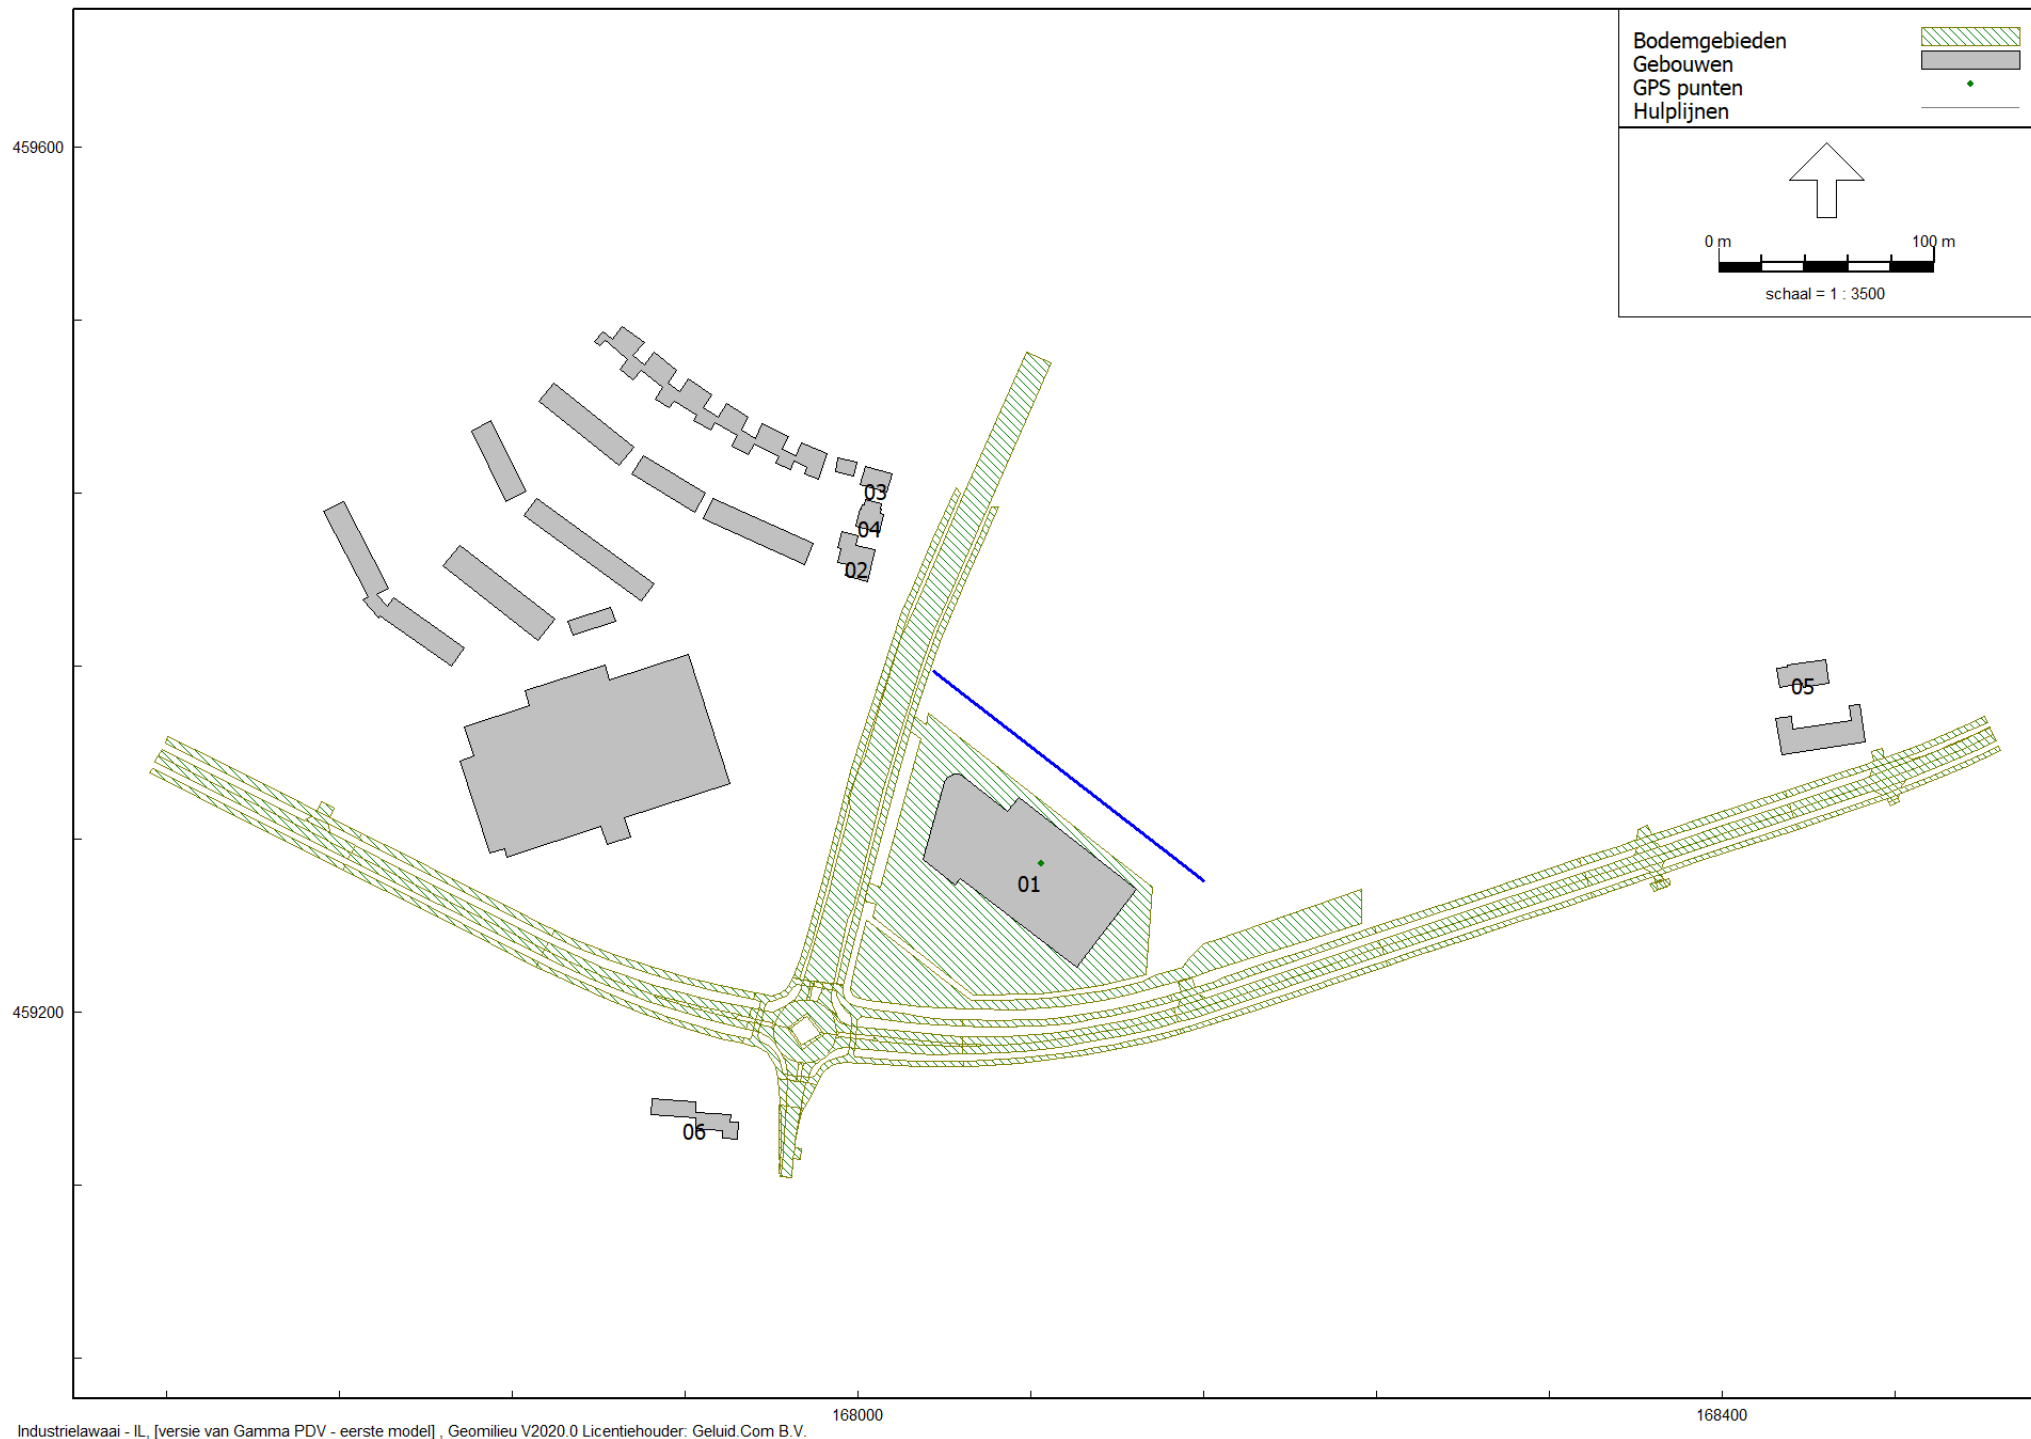 Bodemgebieden
Gebouwen
GPS punten
Hulplijnen
459600
0 m 100 m
schaal = 1 : 3500
03
04
02
05
01
459200
06
168000 168400
Industrielawaai - IL, [versie van Gamma PDV - eerste model] , Geomilieu V2020.0 Licentiehouder: Geluid.Com B.V.